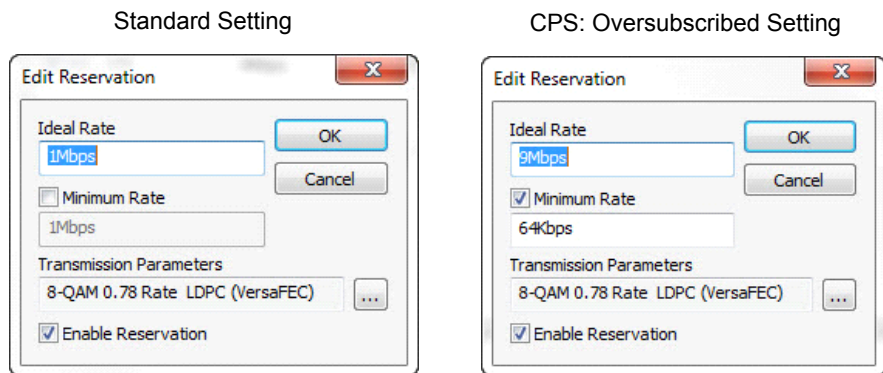 Standard Setting
Edit Reservation
Ideal Rate
1Mbps
OK
Cancel
Minimum Rate
1Mbps
Transmission Parameters
8-QAM 0.78 Rate LDPC (VersaFEC)
...
Enable Reservation
CPS: Oversubscribed Setting
Edit Reservation
Ideal Rate
9Mbps
OK
Cancel
Minimum Rate
64Kbps
Transmission Parameters
8-QAM 0.78 Rate LDPC (VersaFEC)
...
Enable Reservation